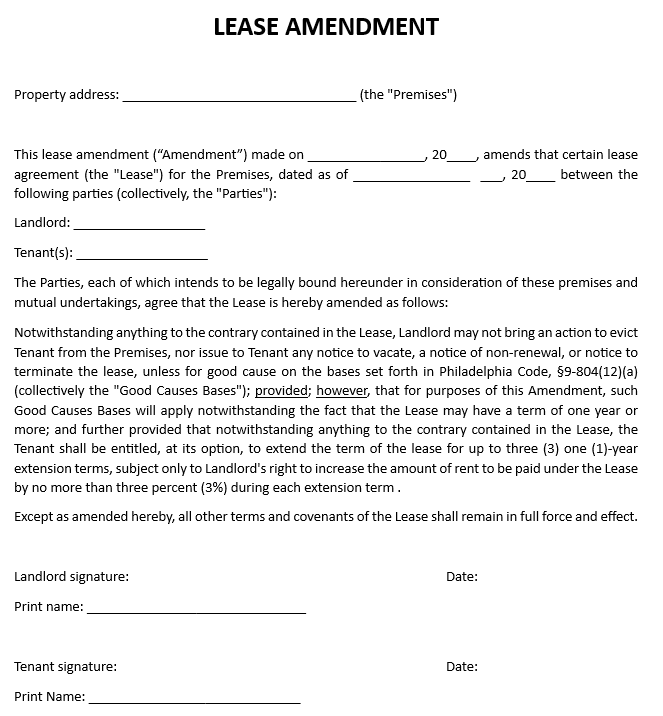 LEASE AMENDMENT
Property address: __________________________________ (the "Premises")
This lease amendment (“Amendment”) made on _________________, 20____, amends that certain lease
agreement (the "Lease") for the Premises, dated as of _________________ ___, 20____ between the
following parties (collectively, the "Parties"):
Landlord: ___________________
Tenant(s): ___________________
The Parties, each of which intends to be legally bound hereunder in consideration of these premises and
mutual undertakings, agree that the Lease is hereby amended as follows:
Notwithstanding anything to the contrary contained in the Lease, Landlord may not bring an action to evict
Tenant from the Premises, nor issue to Tenant any notice to vacate, a notice of non-renewal, or notice to
terminate the lease, unless for good cause on the bases set forth in Philadelphia Code, §9-804(12)(a)
(collectively the "Good Causes Bases"); provided; however, that for purposes of this Amendment, such
Good Causes Bases will apply notwithstanding the fact that the Lease may have a term of one year or
more; and further provided that notwithstanding anything to the contrary contained in the Lease, the
Tenant shall be entitled, at its option, to extend the term of the lease for up to three (3) one (1)-year
extension terms, subject only to Landlord's right to increase the amount of rent to be paid under the Lease
by no more than three percent (3%) during each extension term .
Except as amended hereby, all other terms and covenants of the Lease shall remain in full force and effect.
Landlord signature: Date:
Print name: ________________________________
Tenant signature: Date:
Print Name: _______________________________